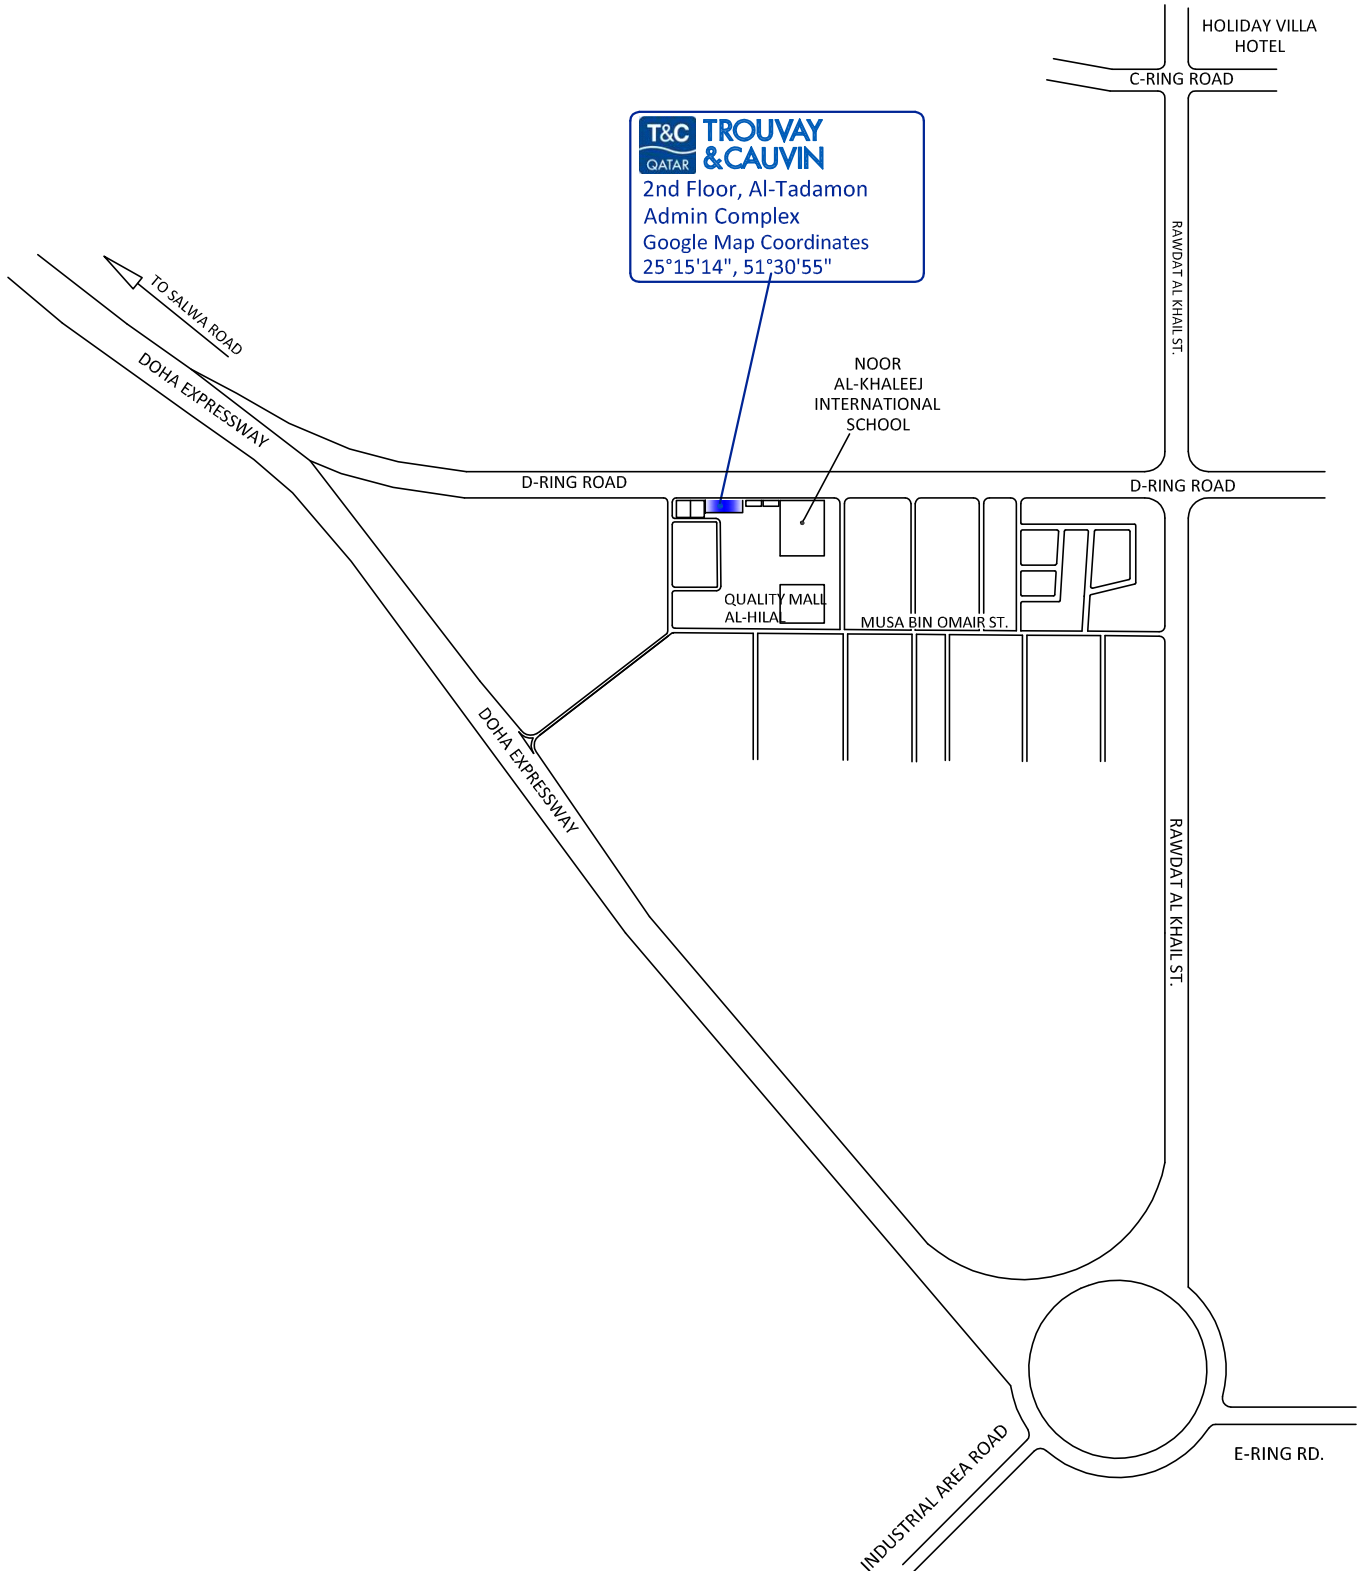 HOLIDAY VILLA
HOTEL
C-RING ROAD
T&C
QATAR
TROUVAY
&CAUVIN
2nd Floor, Al-Tadamon
Admin Complex
Google Map Coordinates
25°15'14", 51°30'55"
RAWDAT AL KHAIL ST.
TO SALWA ROAD
DOHA EXPRESSWAY
NOOR
AL-KHALEEJ
INTERNATIONAL
SCHOOL
D-RING ROAD
D-RING ROAD
QUALITY MALL
AL-HILAL
MUSA BIN OMAIR ST.
DOHA EXPRESSWAY
RAWDAT AL KHAIL ST.
INDUSTRIAL AREA ROAD
E-RING RD.